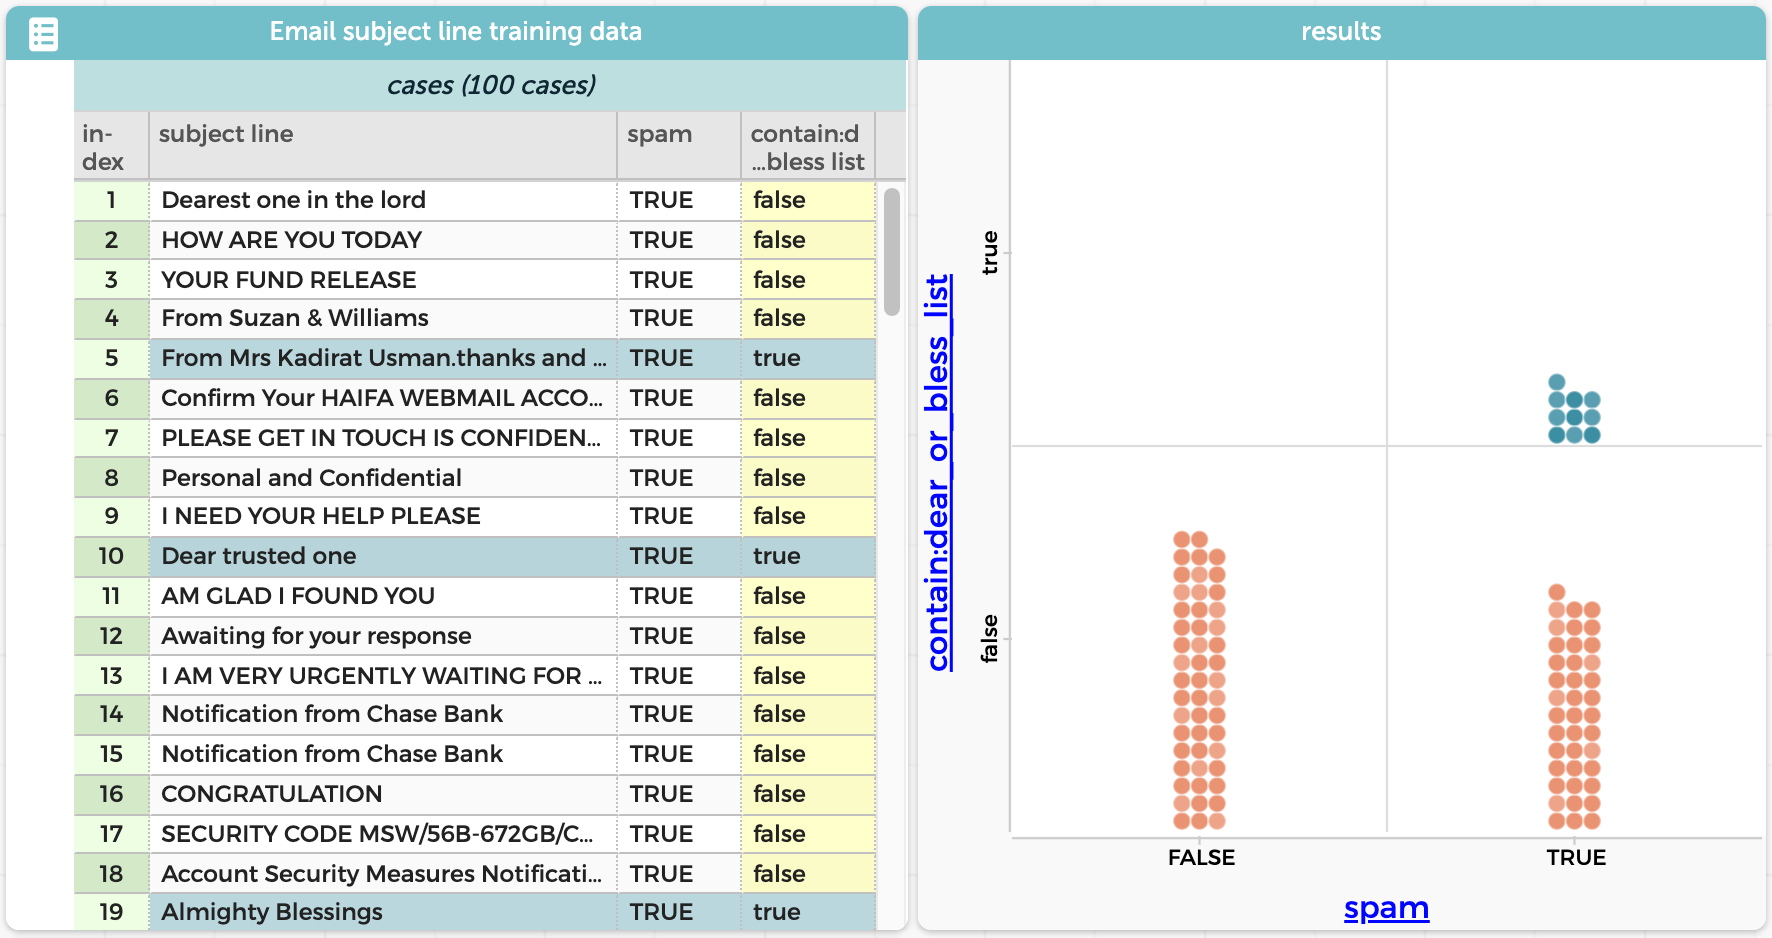 Email subject line training data
cases (100 cases)
in-
dex
subject line
spam
contain:d
...bless list
1 Dearest one in the lord TRUE false
2 HOW ARE YOU TODAY TRUE false
3 YOUR FUND RELEASE TRUE false
4 From Suzan & Williams TRUE false
5 From Mrs Kadirat Usman.thanks and ... TRUE true
6 Confirm Your HAIFA WEBMAIL ACCO... TRUE false
7 PLEASE GET IN TOUCH IS CONFIDEN... TRUE false
8 Personal and Confidential TRUE false
9 I NEED YOUR HELP PLEASE TRUE false
10 Dear trusted one TRUE true
11 AM GLAD I FOUND YOU TRUE false
12 Awaiting for your response TRUE false
13 I AM VERY URGENTLY WAITING FOR ... TRUE false
14 Notification from Chase Bank TRUE false
15 Notification from Chase Bank TRUE false
16 CONGRATULATION TRUE false
17 SECURITY CODE MSW/56B-672GB/C... TRUE false
18 Account Security Measures Notificati... TRUE false
19 Almighty Blessings TRUE true
results
contain:dear_or_bless_list
true
false
FALSE
TRUE
spam